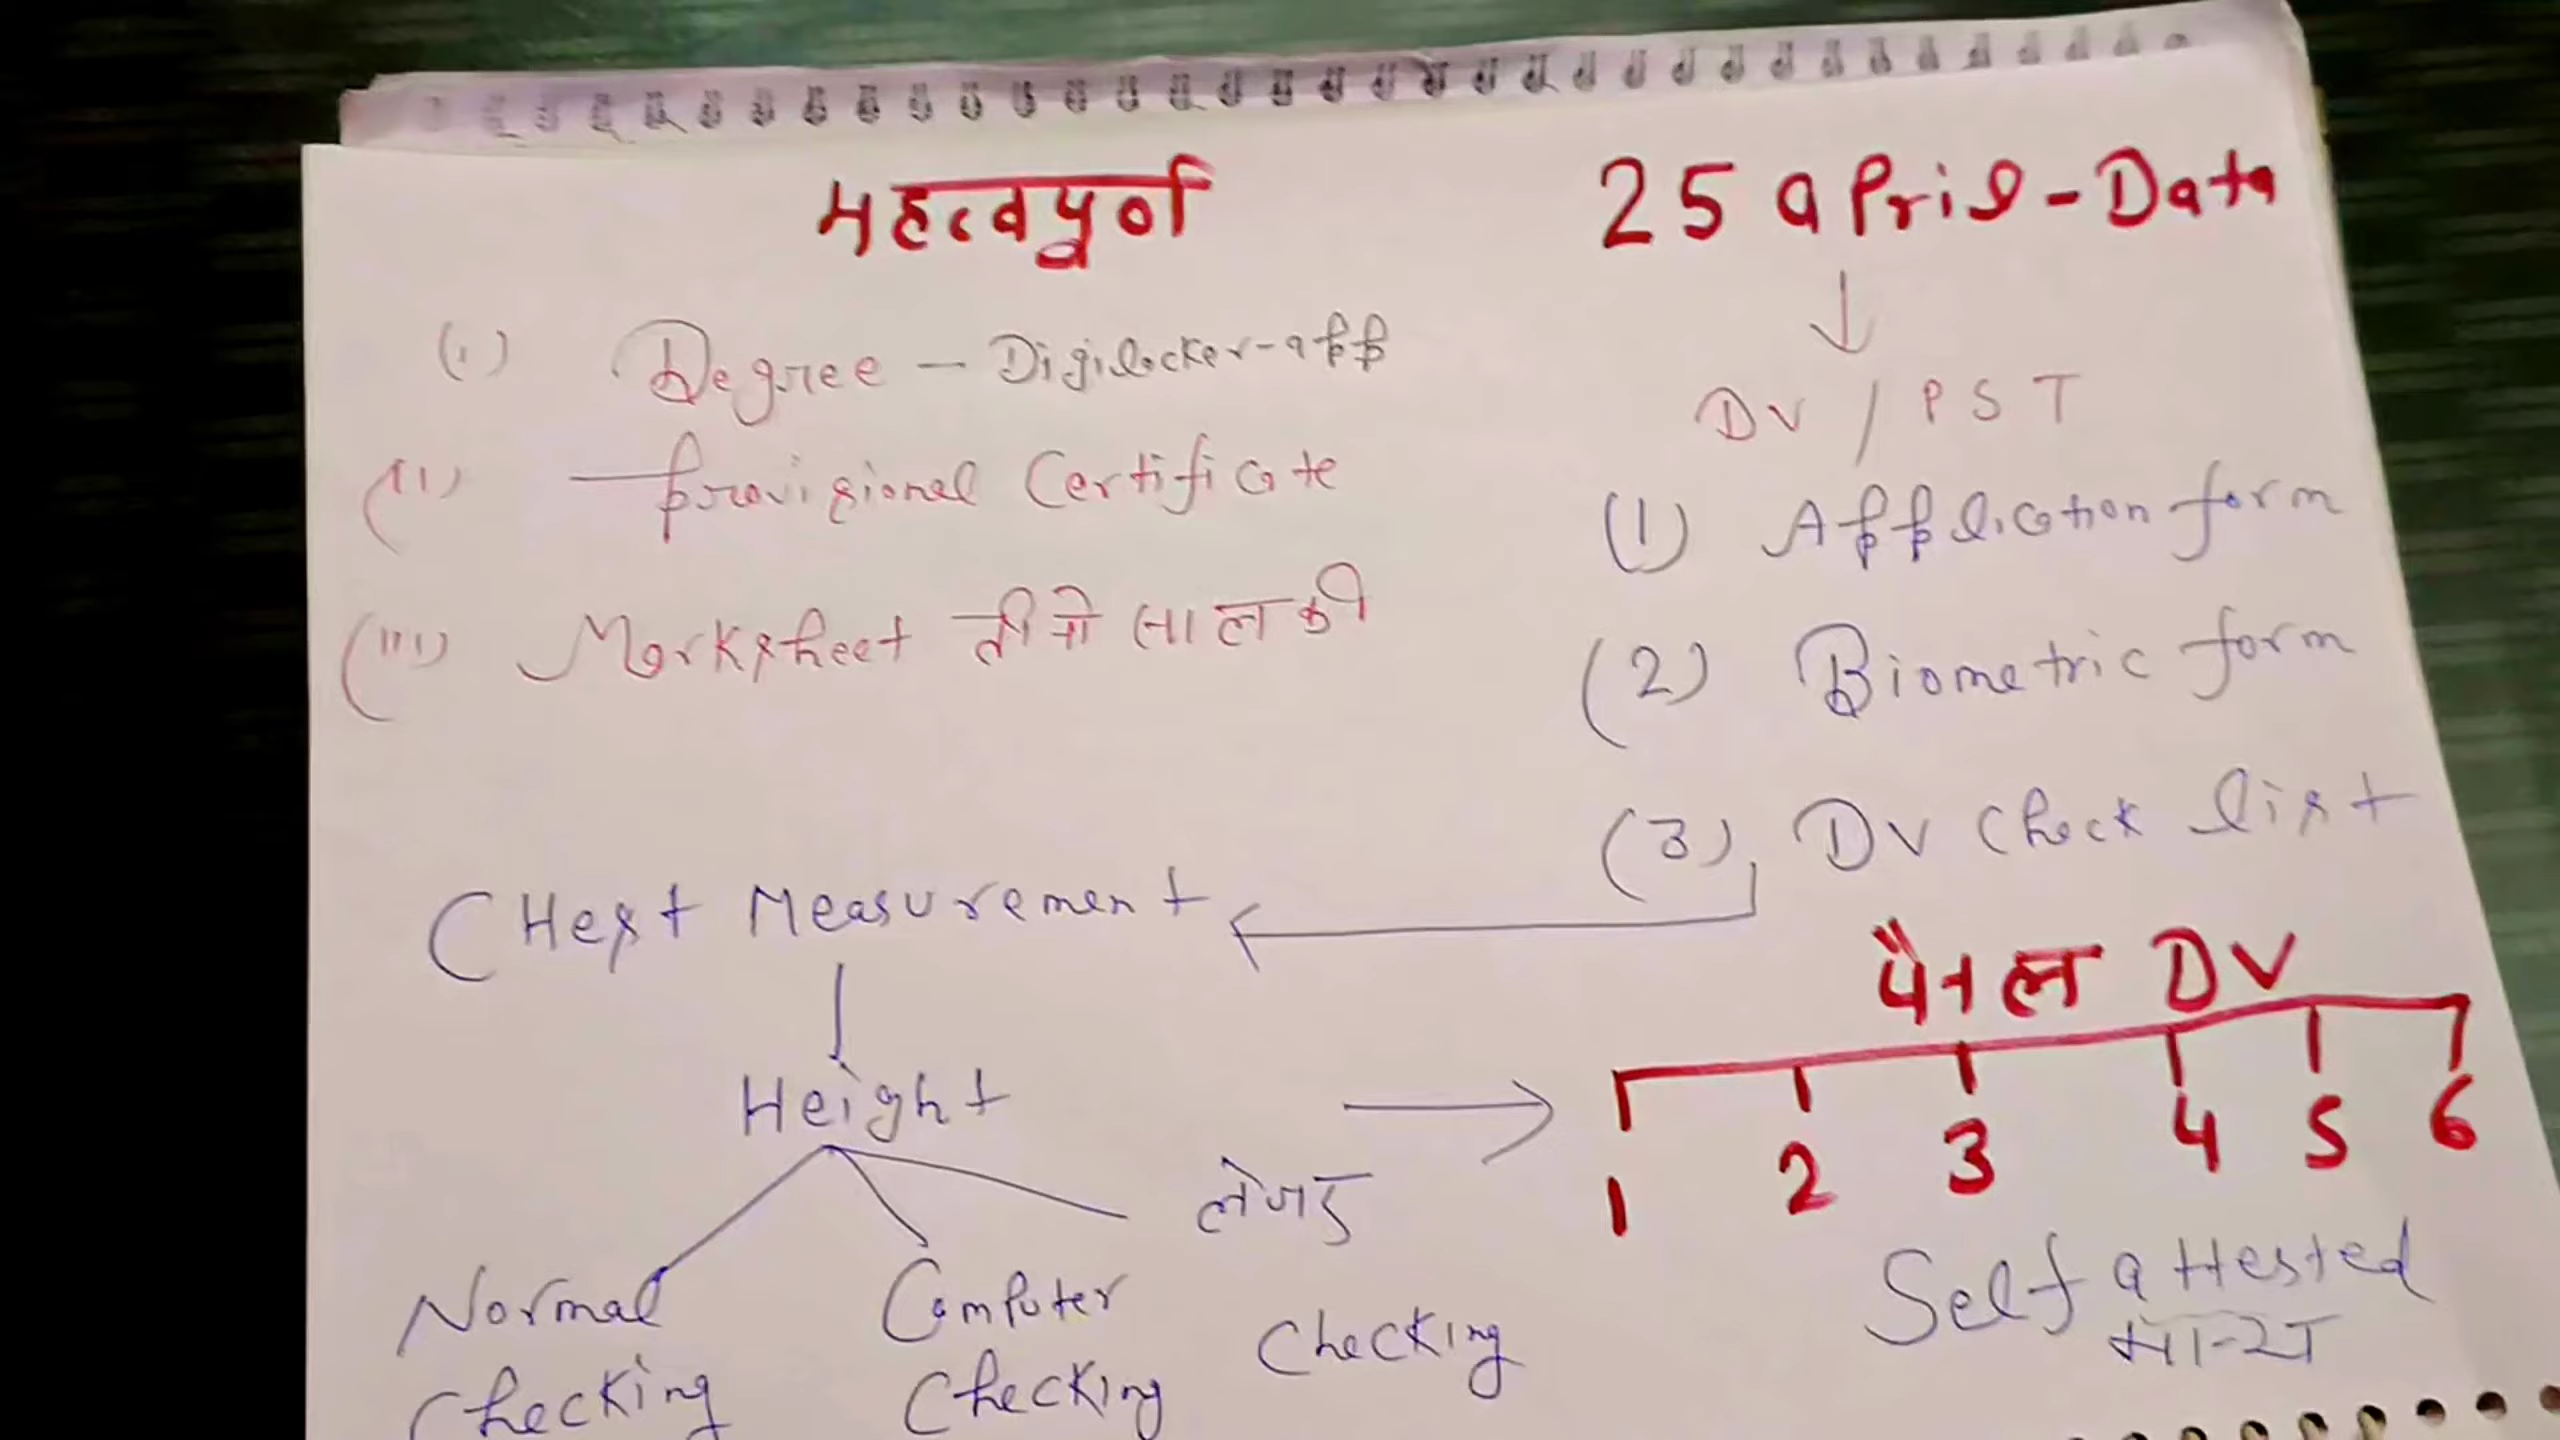 महत्वपूर्ण
(i) Degree - Digilocker-app
(ii) provisional Certificate
(iii) Marksheet तीनो साल की
25 april-Data
DV / PST
(1) Application form
(2) Biometric form
(3) DV Check list
CHest Measurement
Height
Normal Checking
Computer Checking
लेजर Checking
पैनल DV
1 2 3 4 5 6
Self attested
मान्य